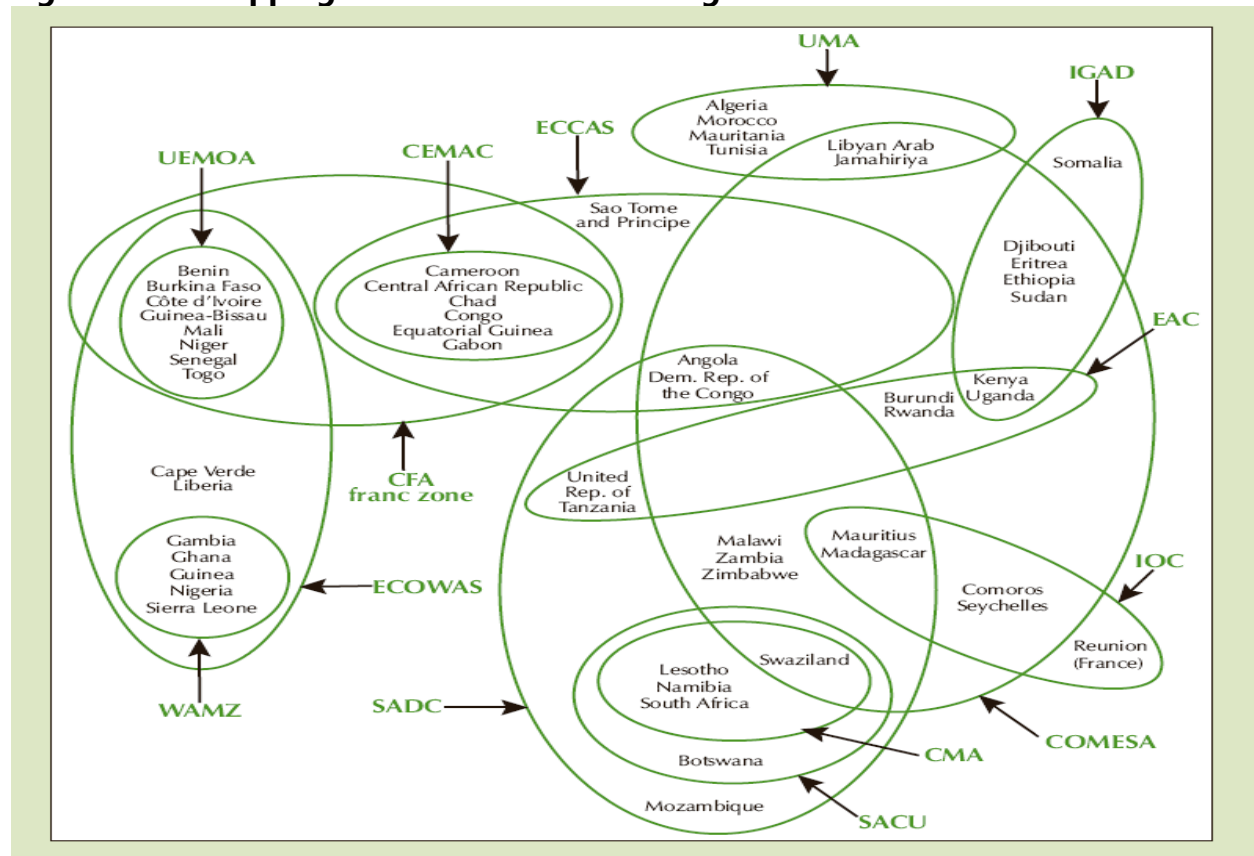 UMA
IGAD
Algeria
Morocco
Mauritania
Tunisia
Libyan Arab
Jamahiriya
ECCAS
CEMAC
UEMOA
Somalia
Sao Tome
and Principe
Djibouti
Eritrea
Ethiopia
Sudan
Benin
Burkina Faso
Côte d'Ivoire
Guinea-Bissau
Mali
Niger
Senegal
Togo
Cameroon
Central African Republic
Chad
Congo
Equatorial Guinea
Gabon
EAC
Angola
Dem. Rep. of
the Congo
Burundi
Rwanda
Kenya
Uganda
CFA
franc zone
Cape Verde
Liberia
United
Rep. of
Tanzania
Gambia
Ghana
Guinea
Nigeria
Sierra Leone
ECOWAS
Malawi
Zambia
Zimbabwe
Mauritius
Madagascar
IOC
Comoros
Seychelles
Reunion
(France)
Lesotho
Namibia
South Africa
Swaziland
WAMZ
SADC
COMESA
CMA
Botswana
Mozambique
SACU